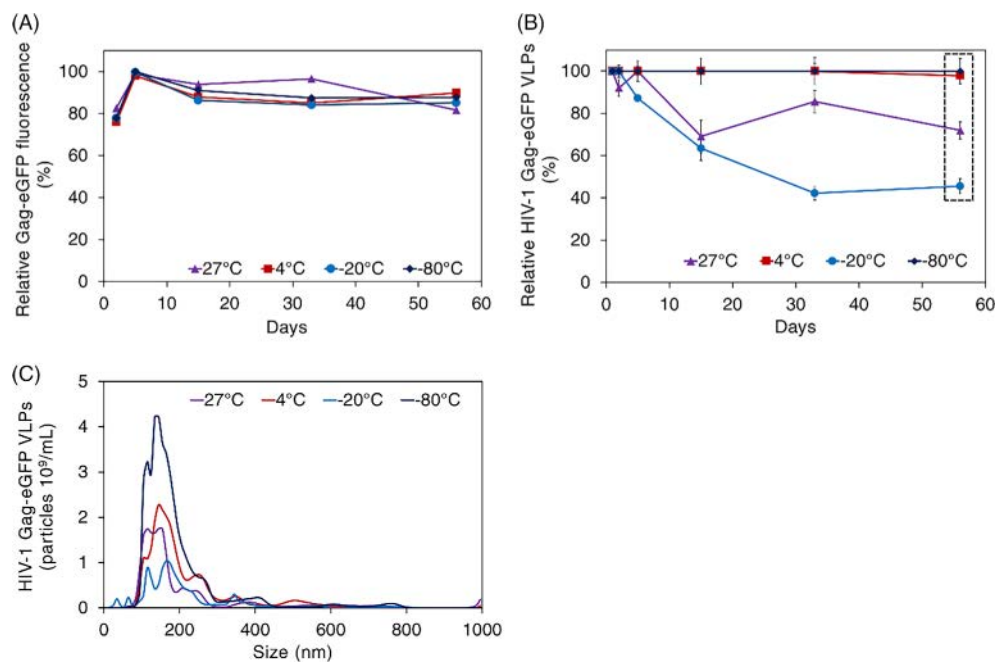 (A)
Relative Gag-eGFP fluorescence
(%)
100
80
60
40
20
0
27°C 4°C -20°C -80°C
0 10 20 30 40 50 60
Days
(B)
Relative HIV-1 Gag-eGFP VLPs
(%)
100
80
60
40
20
0
27°C 4°C -20°C -80°C
0 10 20 30 40 50 60
Days
(C)
HIV-1 Gag-eGFP VLPs
(particles 10⁹/mL)
5
4
3
2
1
0
27°C 4°C -20°C -80°C
0 200 400 600 800 1000
Size (nm)